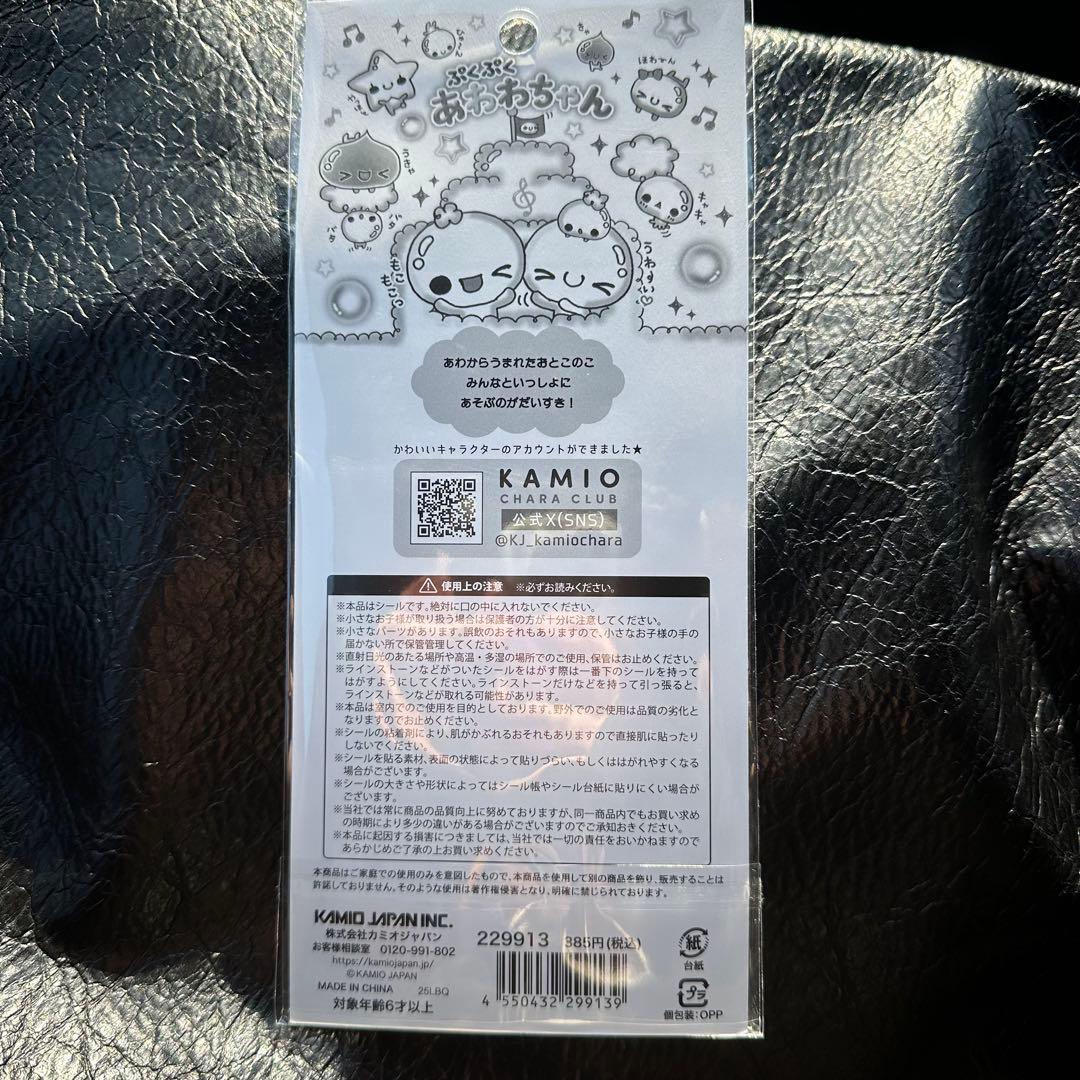 ぷくぷく
あわわちゃん
ほわーん
きゃっ
きゃっ
もこ
もこっ
あわからうまれたおとこのこ
みんなといっしょに
あそぶのがだいすき!
かわいいキャラクターのアカウントができました★
KAMIO
CHARA CLUB
公式X(SNS)
@KJ_kamiochara
使用上の注意 ※必ずお読みください。
※本品はシールです。絶対に口の中に入れないでください。
※小さなお子様が取り扱う場合は保護者の方が十分に注意してください。
※小さなパーツがあります。誤飲のおそれもありますので、小さなお子様の手の
届かない所で保管管理してください。
※直射日光のあたる場所や高温・多湿の場所でのご使用、保管はお止めください。
※ラインストーンなどがついたシールをはがす際は一番下のシールを持って
はがすようにしてください。ラインストーンだけなどを持って引っ張ると、
ラインストーンなどが取れる可能性があります。
※本品は室内でのご使用を目的としております。野外でのご使用は品質の劣化と
なりますのでお止めください。
※シールの粘着剤により、肌がかぶれるおそれもありますので直接肌に貼ったり
しないでください。
※シールを貼る素材、表面の状態によって貼りづらい、もしくははがれやすくなる
場合がございます。
※シールの大きさや形状によってはシール帳やシール台紙に貼りにくい場合が
ございます。
※当社では常に商品の品質向上に努めておりますが、同一商品内でもお買い求め
の時期により多少の違いがある場合がございますのでご承知おきください。
※本品に起因する損害につきましては、当社では一切の責任をおいかねますので
あらかじめご了承の上お買い求めください。
本商品はご家庭での使用のみを意図したもので、本商品を使用して別の商品を飾り、販売することは
許諾しておりません。そのような使用は著作権侵害となり、明確に禁じられております。
KAMIO JAPAN INC.
株式会社カミオジャパン
お客様相談室 0120-991-802
https://kamiojapan.jp/
©KAMIO JAPAN
MADE IN CHINA 25LBQ
対象年齢6才以上
229913 385円(税込)
4 550432 299139
紙
台紙
プラ
個包装:OPP